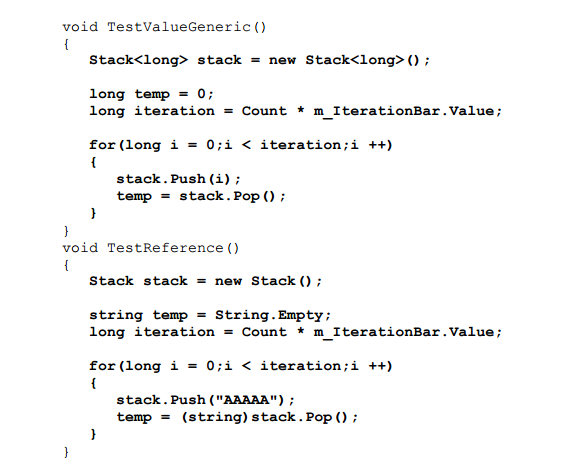 void TestValueGeneric()
{
Stack<long> stack = new Stack<long>();
long temp = 0;
long iteration = Count * m_IterationBar.Value;
for(long i = 0;i < iteration;i ++)
{
stack.Push(i);
temp = stack.Pop();
}
}
void TestReference()
{
Stack stack = new Stack();
string temp = String.Empty;
long iteration = Count * m_IterationBar.Value;
for(long i = 0;i < iteration;i ++)
{
stack.Push("AAAAA");
temp = (string)stack.Pop();
}
}